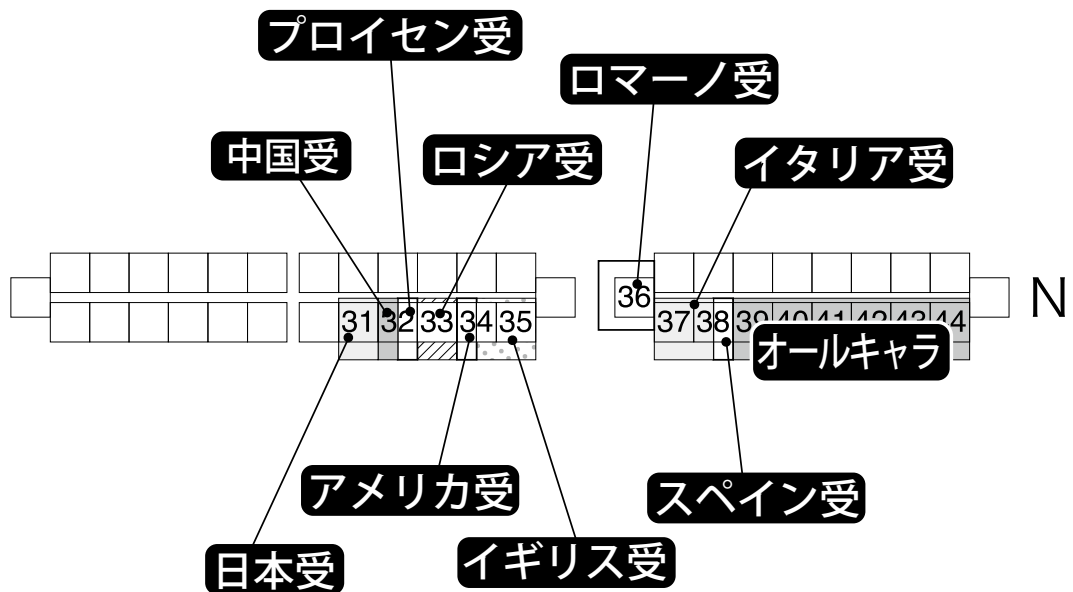 プロイセン受
ロマーノ受
中国受
ロシア受
イタリア受
36
N
31 32 33 34 35
37 38 39 40 41 42 43 44
オールキャラ
アメリカ受
スペイン受
日本受
イギリス受